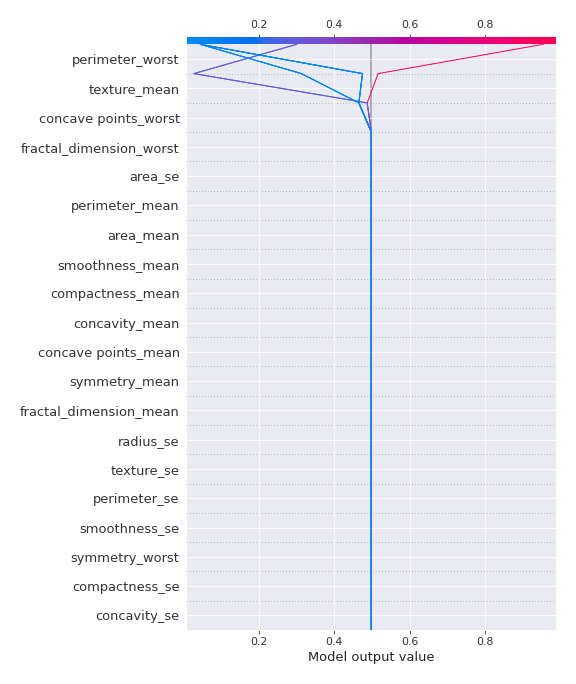 0.2 0.4 0.6 0.8
perimeter_worst
texture_mean
concave points_worst
fractal_dimension_worst
area_se
perimeter_mean
area_mean
smoothness_mean
compactness_mean
concavity_mean
concave points_mean
symmetry_mean
fractal_dimension_mean
radius_se
texture_se
perimeter_se
smoothness_se
symmetry_worst
compactness_se
concavity_se
0.2 0.4 0.6 0.8
Model output value